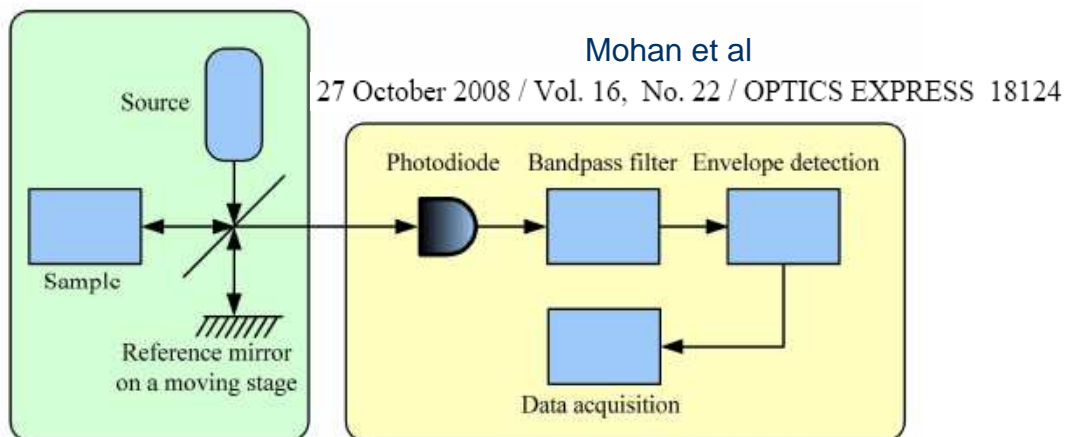 Mohan et al
27 October 2008 / Vol. 16, No. 22 / OPTICS EXPRESS 18124
Source
Sample
Reference mirror
on a moving stage
Photodiode
Bandpass filter
Envelope detection
Data acquisition